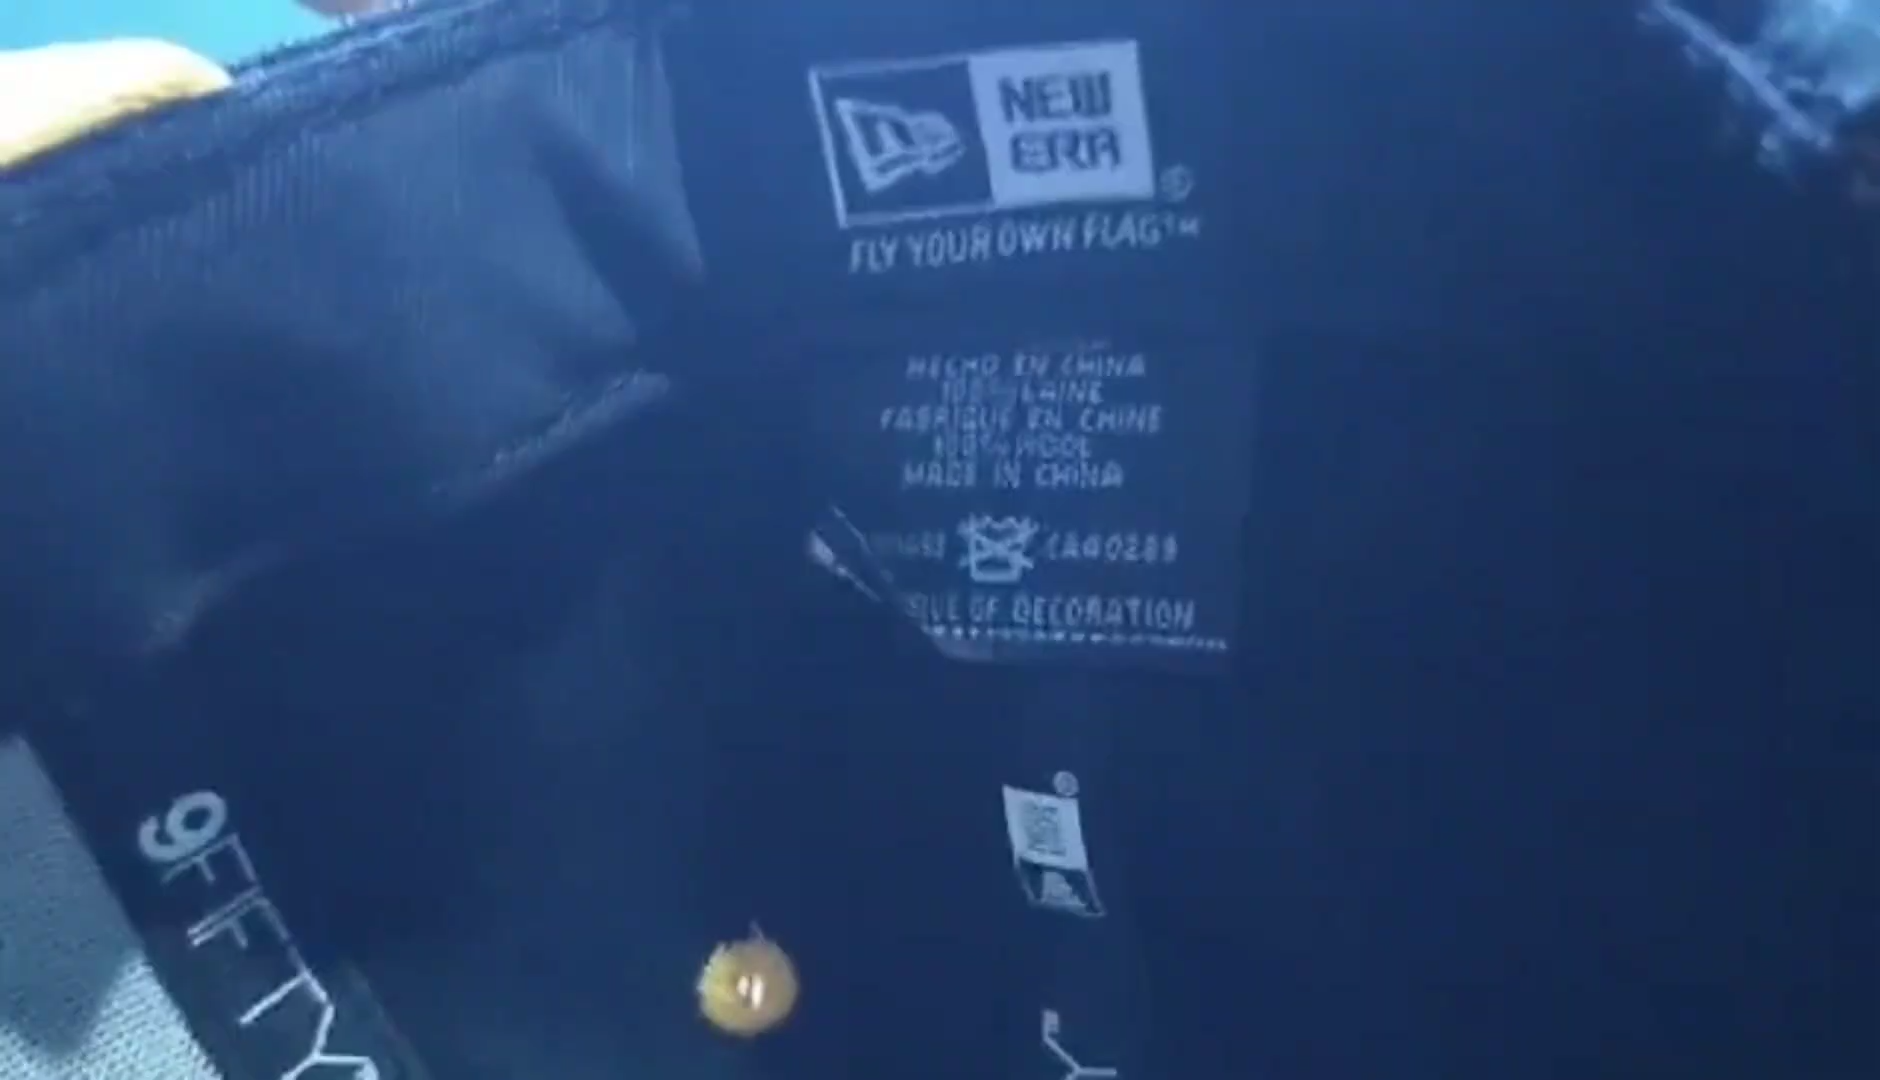 NEW
ERA
®
FLY YOUR OWN FLAG™
HECHO EN CHINA
100% LAINE
FABRIQUE EN CHINE
100% WOOL
MADE IN CHINA
CA40289
OF DECORATION
9FIFTY